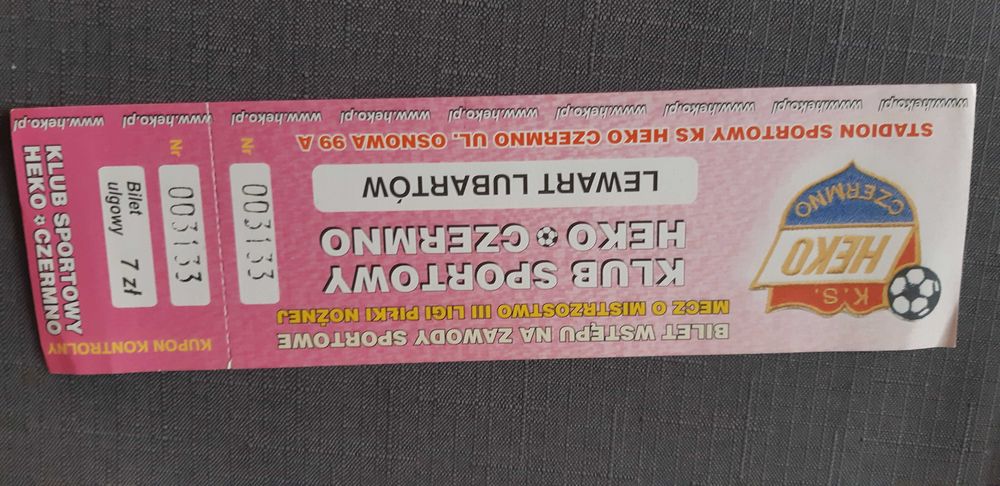 BILET WSTĘPU NA ZAWODY SPORTOWE
MECZ O MISTRZOSTWO III LIGI PIŁKI NOŻNEJ
KLUB SPORTOWY
HEKO CZERMNO
LEWART LUBARTÓW
STADION SPORTOWY KS HEKO CZERMNO UL. OSNOWA 99 A
www.heko.pl www.heko.pl www.heko.pl www.heko.pl www.heko.pl www.heko.pl www.heko.pl www.heko.pl www.heko.pl
K.S.
HEKO
CZERMNO
Nr 003133
KUPON KONTROLNY
Nr 003133
Bilet
ulgowy 7 zł
KLUB SPORTOWY
HEKO CZERMNO